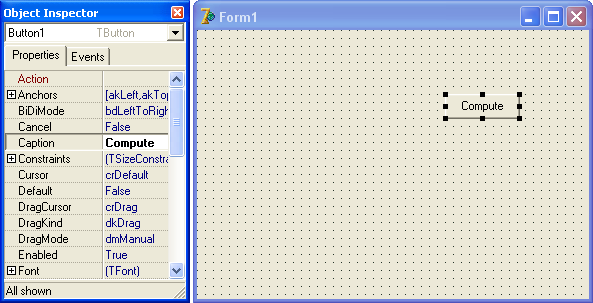 Object Inspector
Button1 TButton
Properties Events
Action
Anchors [akLeft,akTop
BiDiMode bdLeftToRigh
Cancel False
Caption Compute
Constraints (TSizeConstra
Cursor crDefault
Default False
DragCursor crDrag
DragKind dkDrag
DragMode dmManual
Enabled True
Font (TFont)
All shown
Form1
Compute